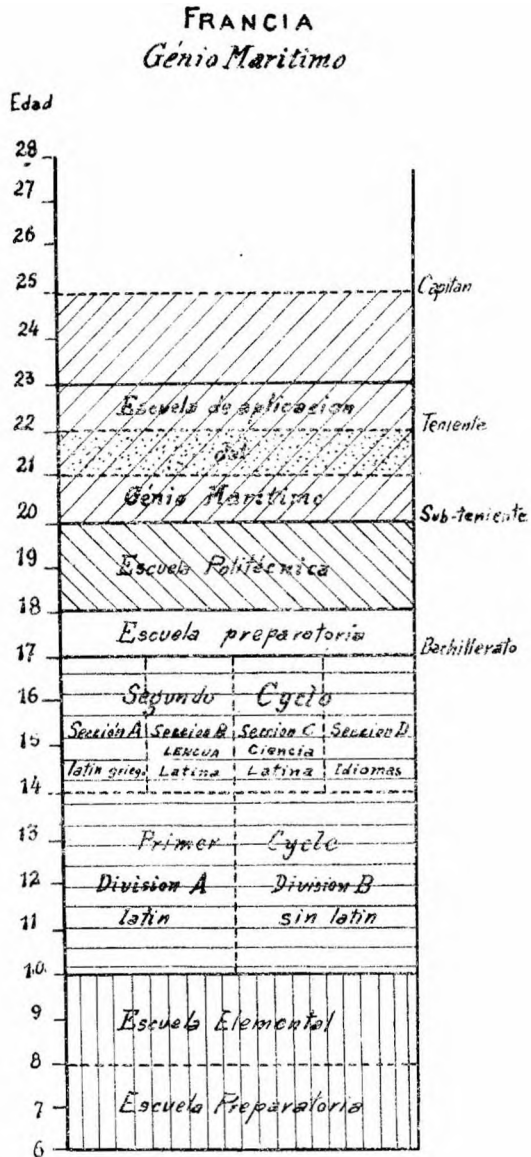 FRANCIA
Génio Maritimo
Edad
28
27
26
25 Capitan
24
23
Escuela de aplicacion
22 Teniente
del
21
Génio Maritimo
20 Sub-teniente
19
Escuela Politécnica
18
Escuela preparatoria
17 Bachillerato
16 Segundo Cyclo
Sección A Seccion B Seccion C Seccion D
15 LENGUA Ciencia
latin griego Latina Latina Idiomas
14
13 Primer Cycle
12 Division A Division B
11 latin sin latin
10
9 Escuela Elemental
8
7 Escuela Preparatoria
6